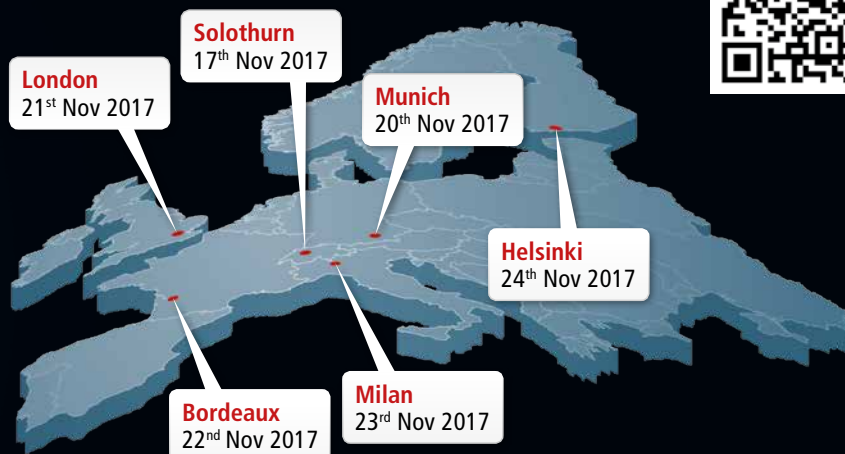 Solothurn
17th Nov 2017
London
21st Nov 2017
Munich
20th Nov 2017
Helsinki
24th Nov 2017
Milan
23rd Nov 2017
Bordeaux
22nd Nov 2017